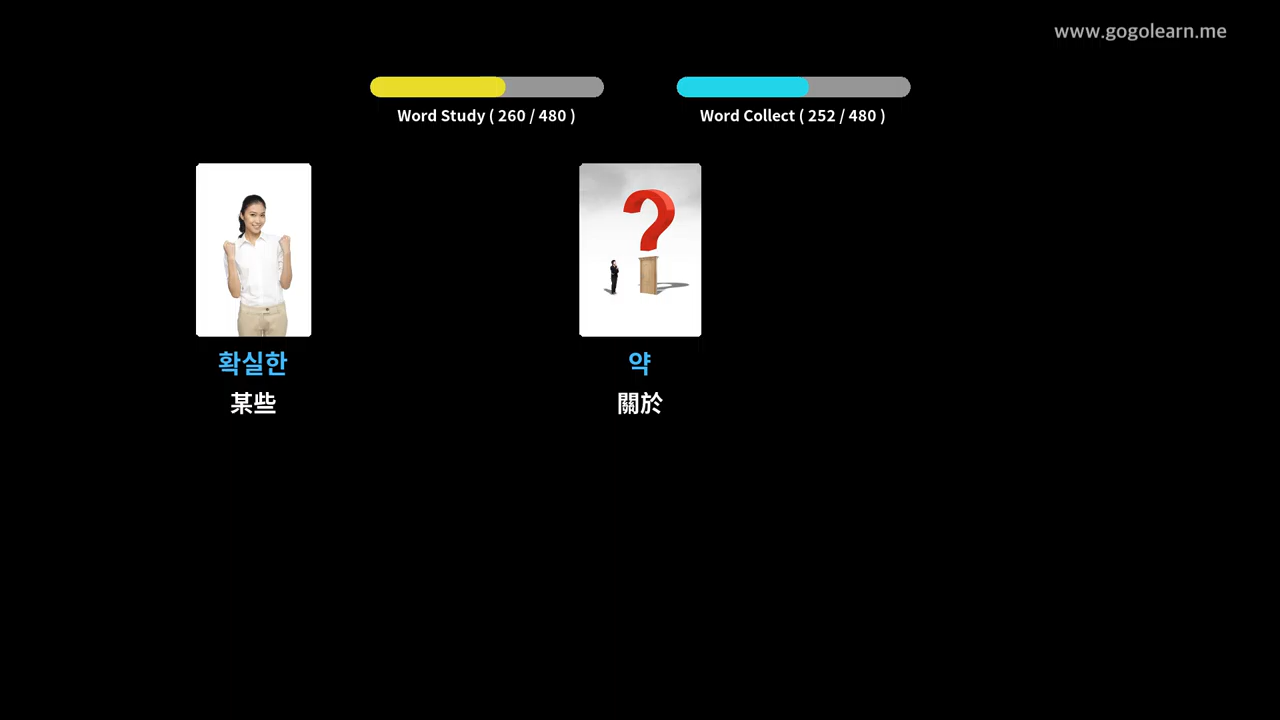 www.gogolearn.me
Word Study ( 260 / 480 )
Word Collect ( 252 / 480 )
확실한
某些
약
關於